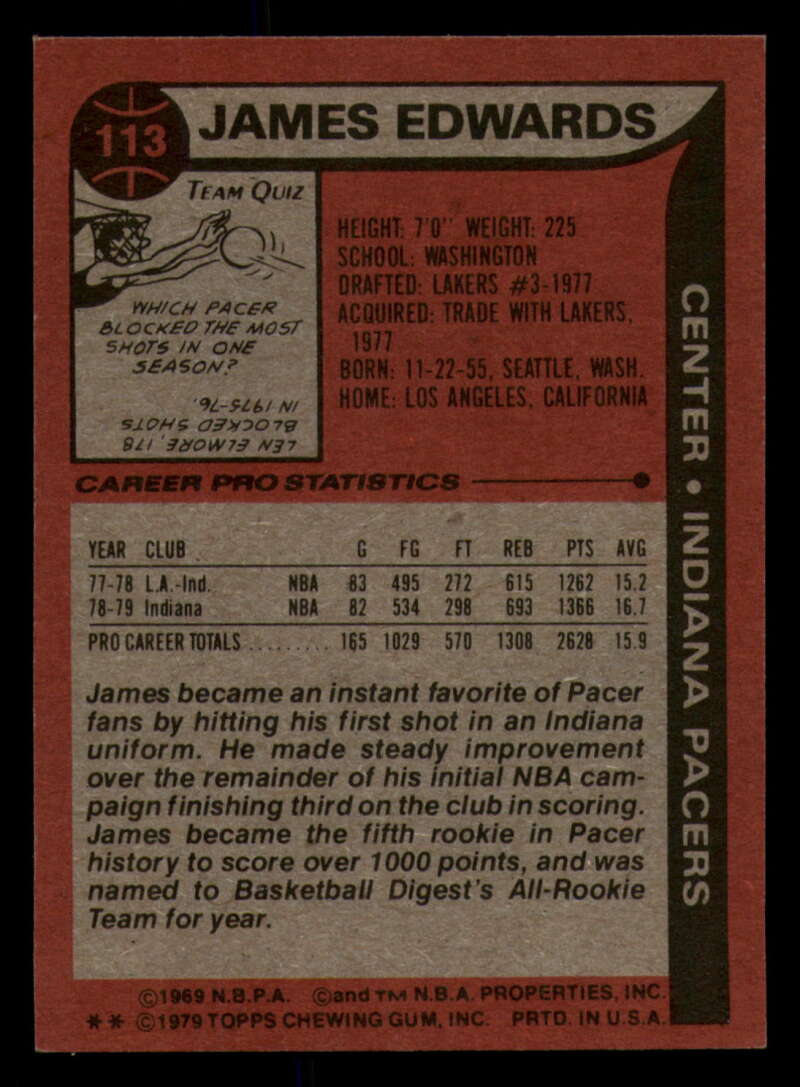 113
JAMES EDWARDS
TEAM QUIZ
WHICH PACER
BLOCKED THE MOST
SHOTS IN ONE
SEASON?
LEN ELMORE, 178
BLOCKED SHOTS
IN 1975-76.
HEIGHT: 7'0" WEIGHT: 225
SCHOOL: WASHINGTON
DRAFTED: LAKERS #3-1977
ACQUIRED: TRADE WITH LAKERS,
1977
BORN: 11-22-55, SEATTLE, WASH.
HOME: LOS ANGELES, CALIFORNIA
CENTER • INDIANA PACERS
CAREER PRO STATISTICS
YEAR CLUB G FG FT REB PTS AVG
77-78 L.A.-Ind. NBA 83 495 272 615 1262 15.2
78-79 Indiana NBA 82 534 298 693 1366 16.7
PRO CAREER TOTALS ......... 165 1029 570 1308 2628 15.9
James became an instant favorite of Pacer
fans by hitting his first shot in an Indiana
uniform. He made steady improvement
over the remainder of his initial NBA cam-
paign finishing third on the club in scoring.
James became the fifth rookie in Pacer
history to score over 1000 points, and was
named to Basketball Digest's All-Rookie
Team for year.
©1969 N.B.P.A. ©and TM N.B.A. PROPERTIES, INC.
** ©1979 TOPPS CHEWING GUM, INC. PRTD. IN U.S.A.